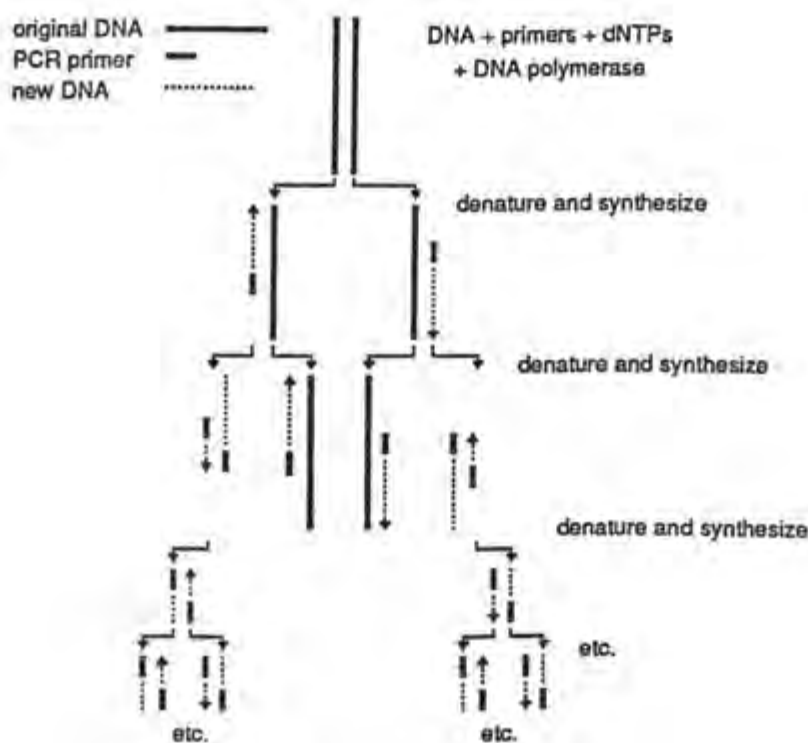 original DNA
PCR primer
new DNA
DNA + primers + dNTPs
+ DNA polymerase
denature and synthesize
denature and synthesize
denature and synthesize
etc.
etc.
etc.